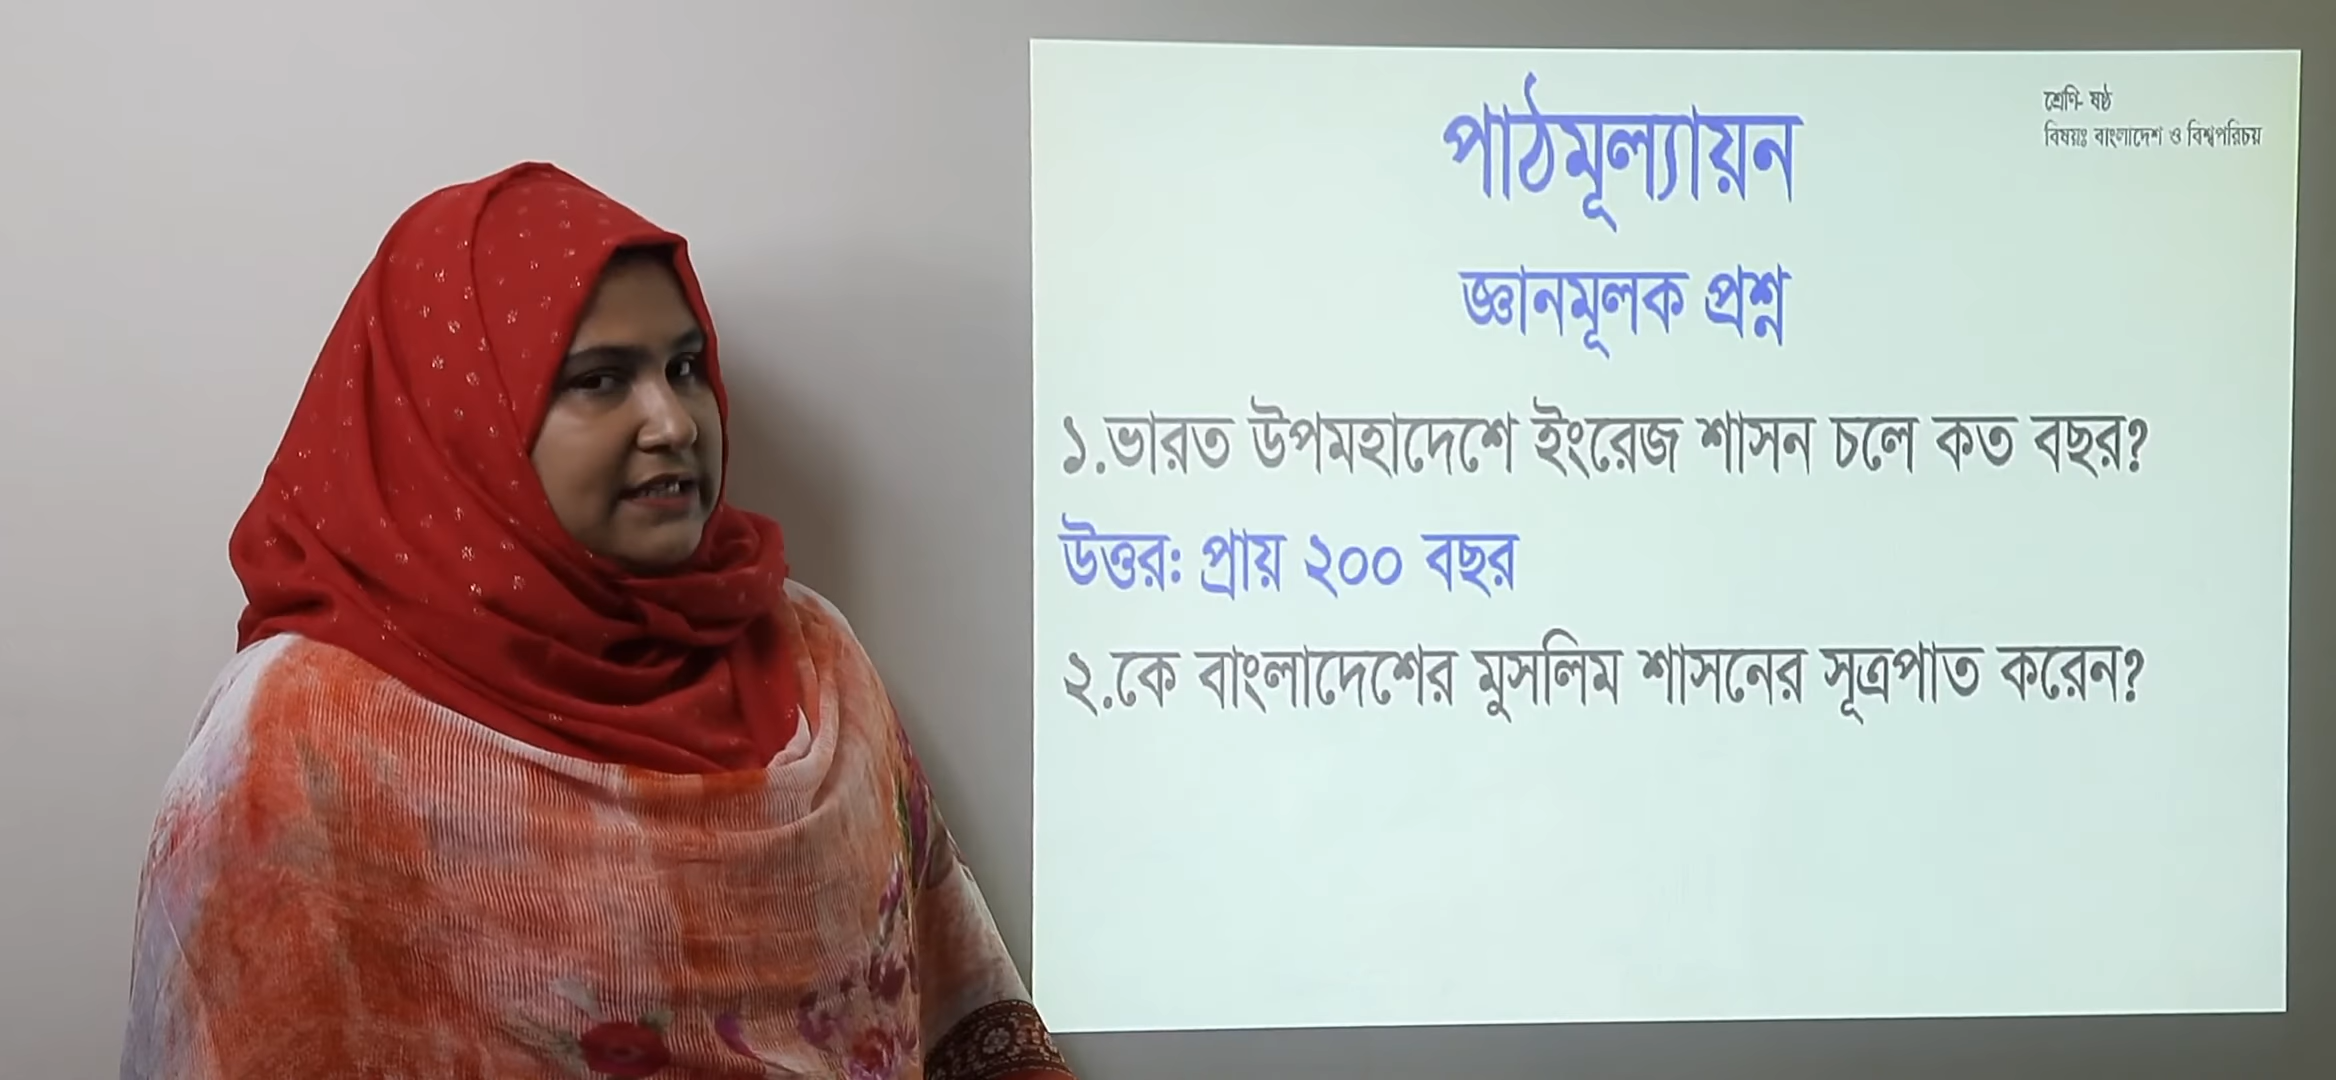 শ্রেণি- ষষ্ঠ
বিষয়ঃ বাংলাদেশ ও বিশ্বপরিচয়
পাঠমূল্যায়ন
জ্ঞানমূলক প্রশ্ন
১.ভারত উপমহাদেশে ইংরেজ শাসন চলে কত বছর?
উত্তর: প্রায় ২০০ বছর
২.কে বাংলাদেশের মুসলিম শাসনের সূত্রপাত করেন?